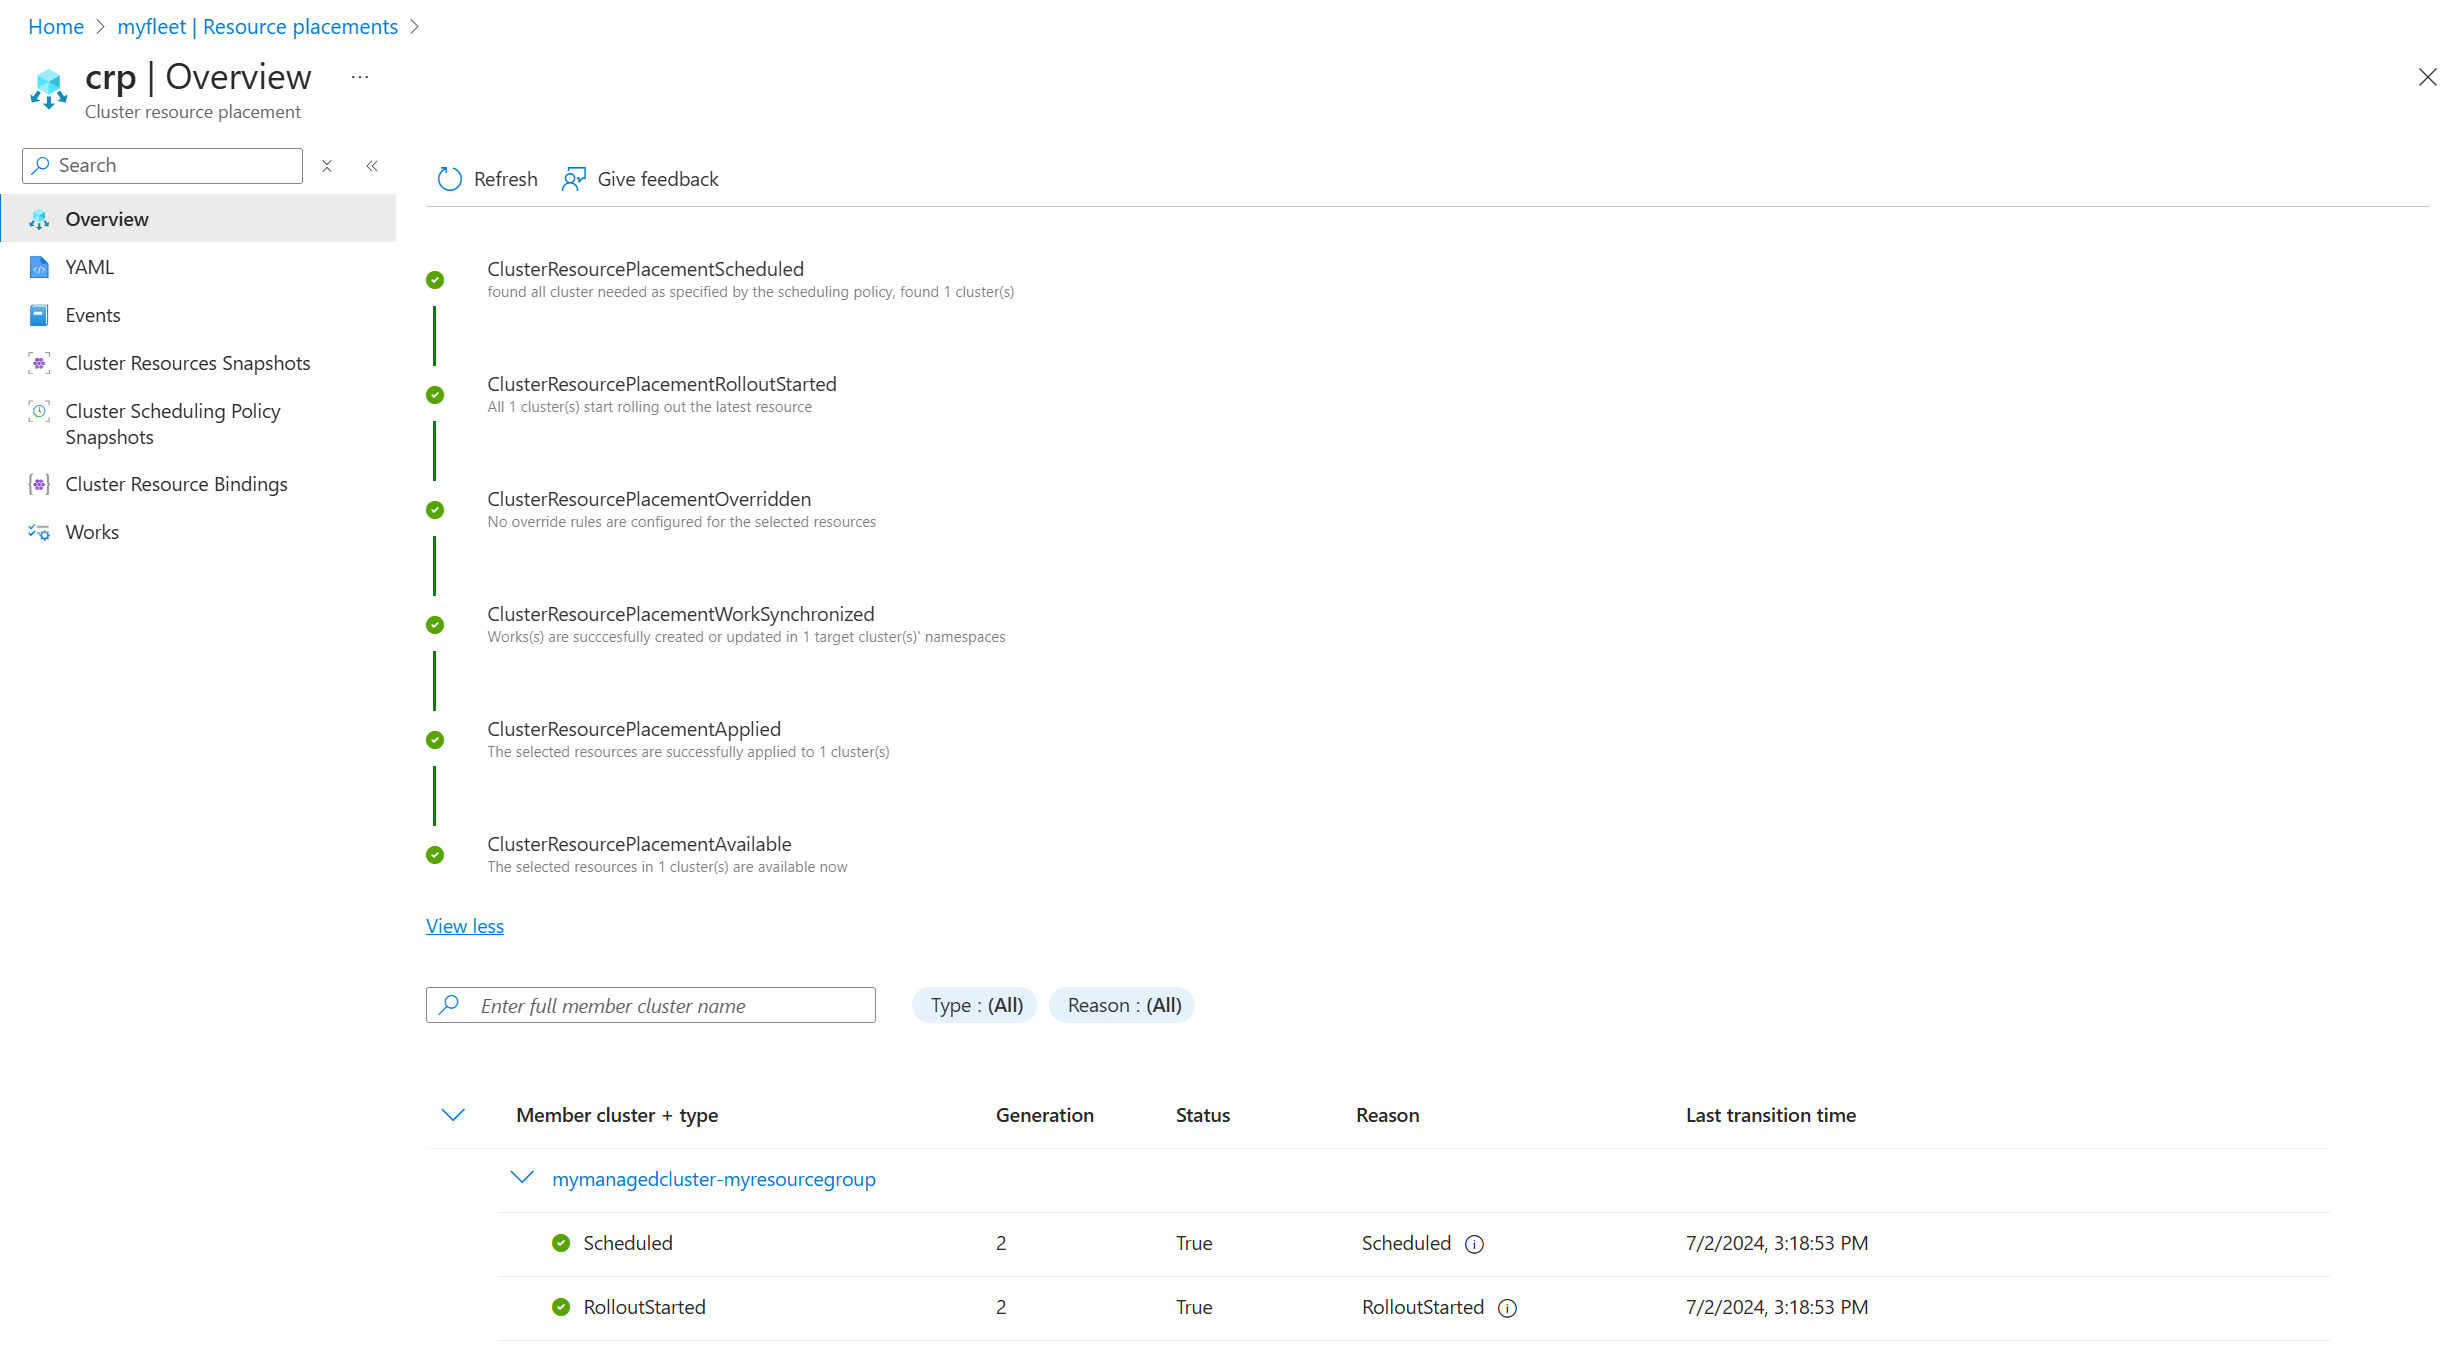 Home > myfleet | Resource placements >
crp | Overview ...
Cluster resource placement
Search
Refresh Give feedback
Overview
YAML
Events
Cluster Resources Snapshots
Cluster Scheduling Policy
Snapshots
Cluster Resource Bindings
Works
ClusterResourcePlacementScheduled
found all cluster needed as specified by the scheduling policy, found 1 cluster(s)
ClusterResourcePlacementRolloutStarted
All 1 cluster(s) start rolling out the latest resource
ClusterResourcePlacementOverridden
No override rules are configured for the selected resources
ClusterResourcePlacementWorkSynchronized
Works(s) are succcesfully created or updated in 1 target cluster(s)' namespaces
ClusterResourcePlacementApplied
The selected resources are successfully applied to 1 cluster(s)
ClusterResourcePlacementAvailable
The selected resources in 1 cluster(s) are available now
View less
Enter full member cluster name Type : (All) Reason : (All)
Member cluster + type Generation Status Reason Last transition time
mymanagedcluster-myresourcegroup
Scheduled 2 True Scheduled 7/2/2024, 3:18:53 PM
RolloutStarted 2 True RolloutStarted 7/2/2024, 3:18:53 PM